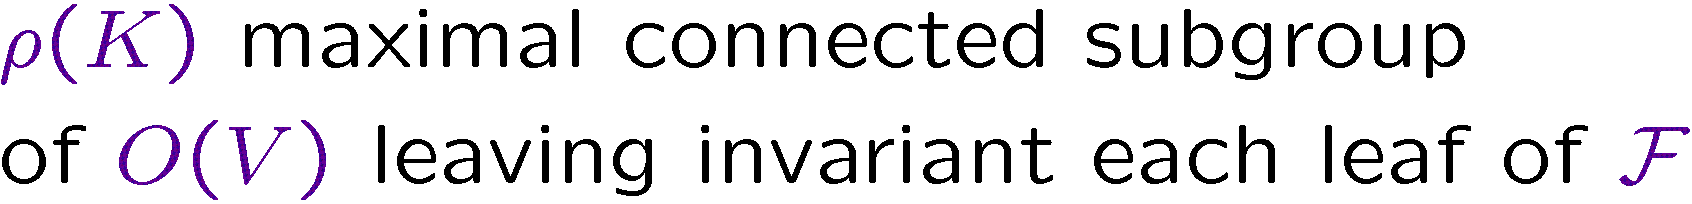 ρ(K) maximal connected subgroup
of O(V) leaving invariant each leaf of ℱ